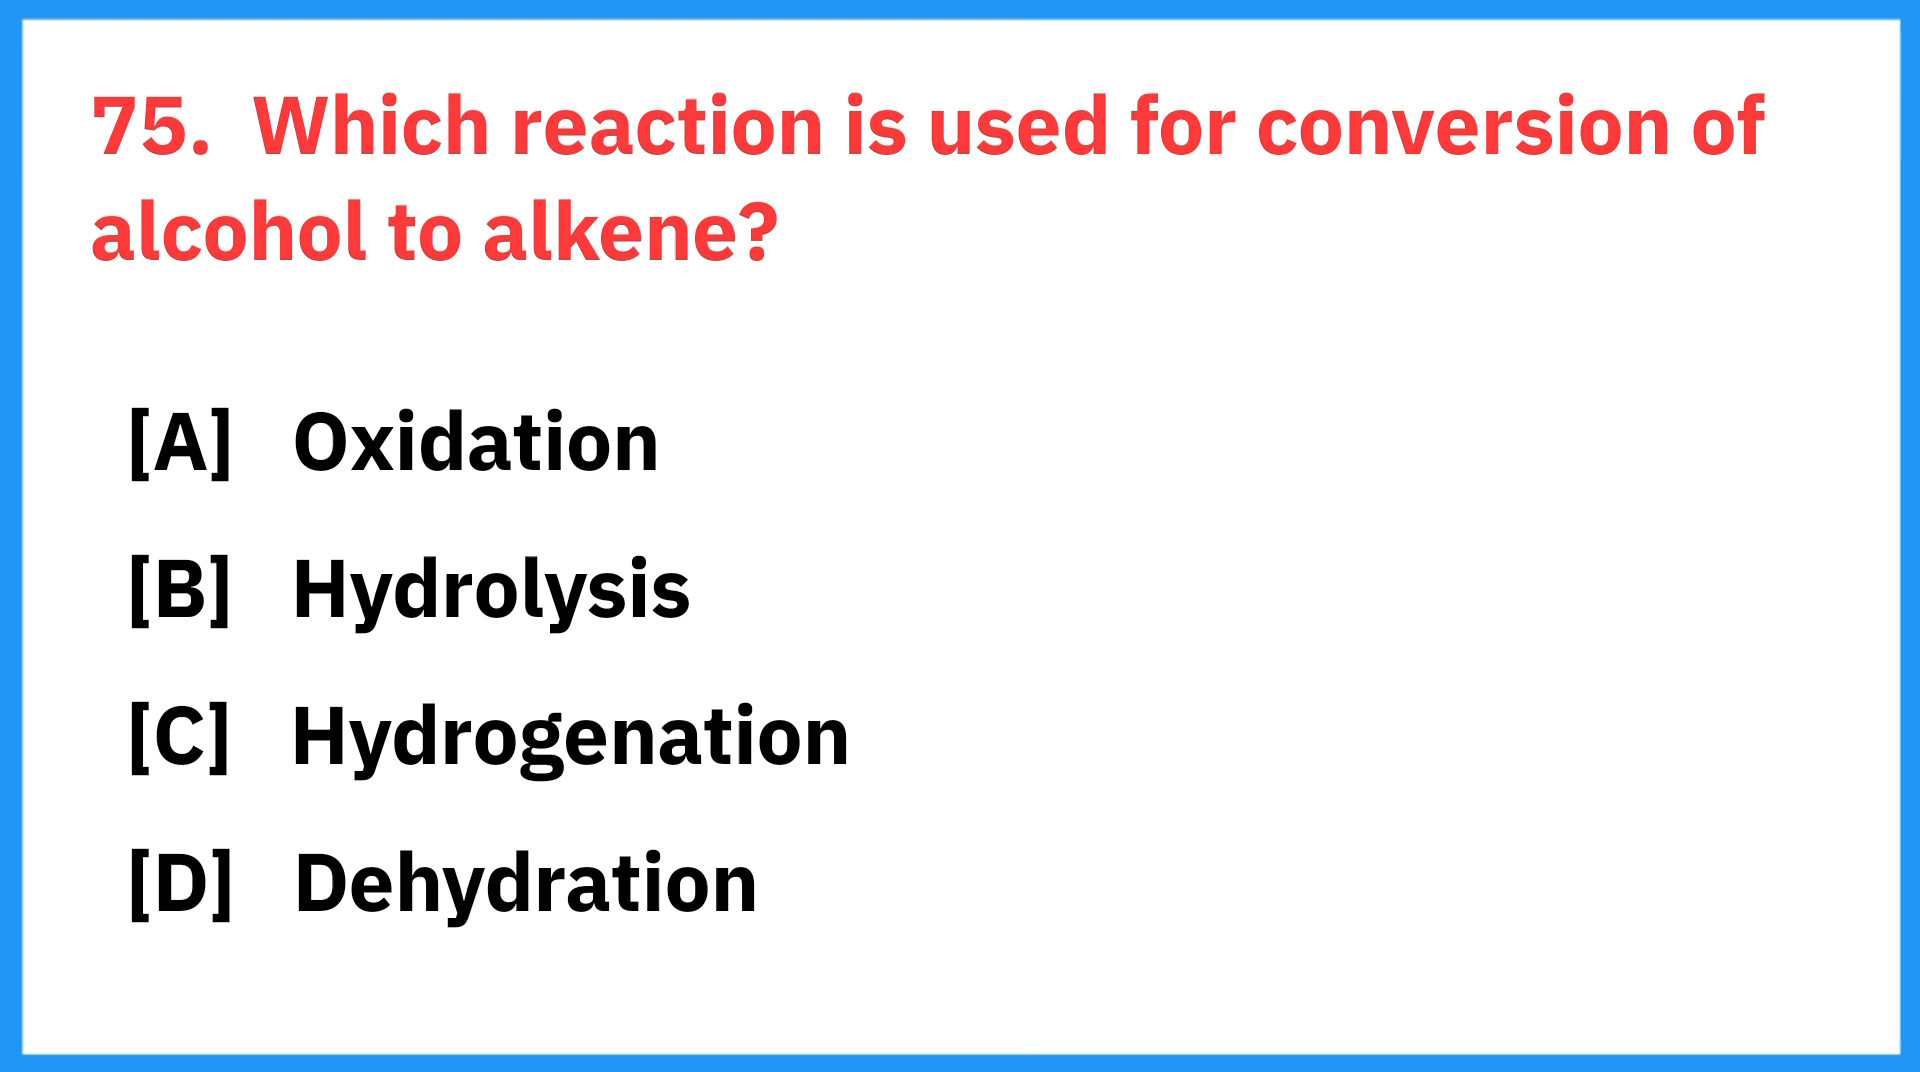 75. Which reaction is used for conversion of
alcohol to alkene?
[A] Oxidation
[B] Hydrolysis
[C] Hydrogenation
[D] Dehydration